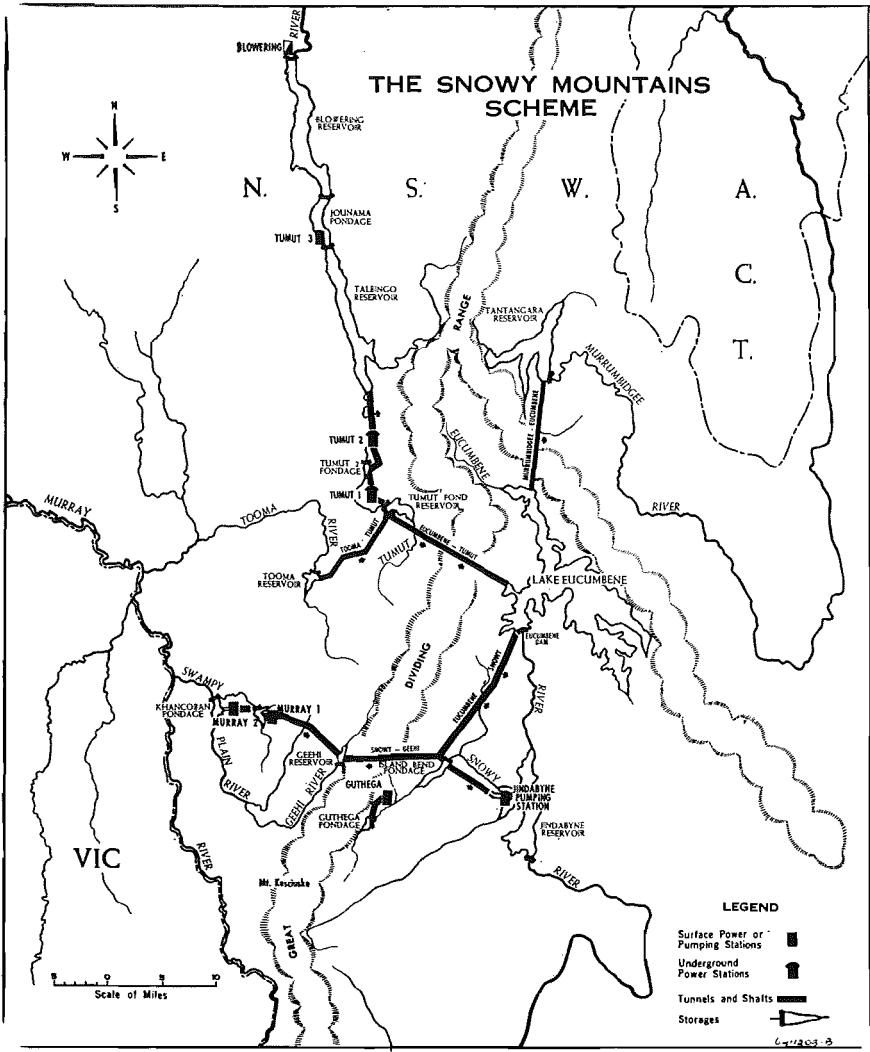 THE SNOWY MOUNTAINS
SCHEME
RIVER
BLOWERING
BLOWERING
RESERVOIR
N
W
E
S
N.
S.
W.
A.
C.
T.
JOUNAMA
PONDAGE
TUMUT 3
TALBINGO
RESERVOIR
RANGE
TANTANGARA
RESERVOIR
MURRUMBIDGEE
MURRUMBIDGEE - EUCUMBENE
EUCUMBENE
TUMUT 2
TUMUT 2
PONDAGE
TUMUT 1
TUMUT POND
RESERVOIR
MURRAY
TOOMA
RIVER
TOOMA - TUMUT
TUMUT
EUCUMBENE - TUMUT
RIVER
TOOMA
RESERVOIR
LAKE EUCUMBENE
EUCUMBENE
DAM
DIVIDING
EUCUMBENE - SNOWY
RIVER
SWAMPY
KHANCOBAN
PONDAGE
MURRAY 1
MURRAY 2
PLAIN
RIVER
GEEHI
RESERVOIR
SNOWY - GEEHI
ISLAND BEND
PONDAGE
SNOWY
GEEHI RIVER
GUTHEGA
GUTHEGA
PONDAGE
JINDABYNE
PUMPING
STATION
JINDABYNE
RESERVOIR
RIVER
VIC
RIVER
Mt. Kosciusko
GREAT
5 0 5 10
Scale of Miles
LEGEND
Surface Power or
Pumping Stations
Underground
Power Stations
Tunnels and Shafts
Storages